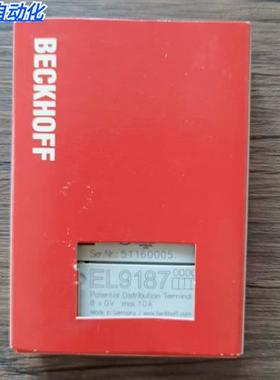 自动化
BECKHOFF
Ser.Nr.: 51160005
EL9187 0000
Potential Distribution Terminal
8 x 0V max. 10A
Made in Germany // www.beckhoff.com